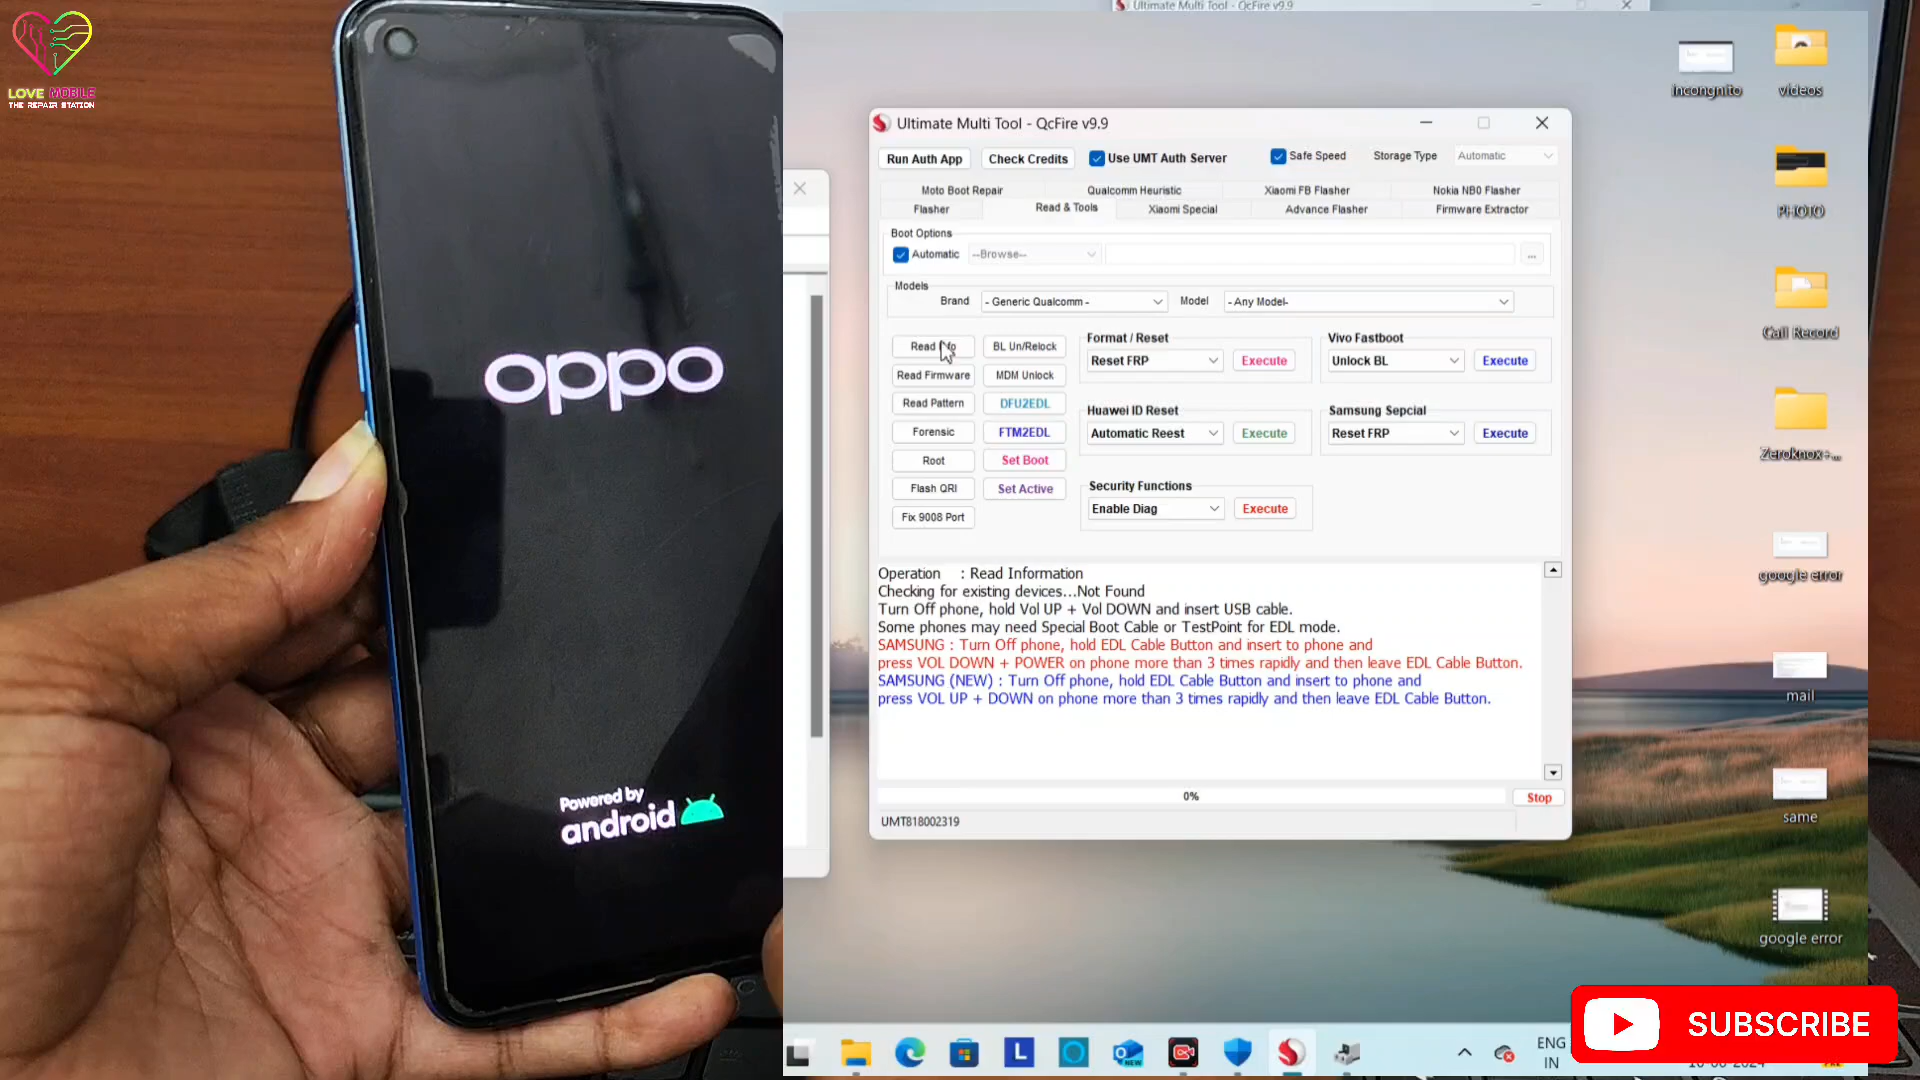 LOVE MOBILE
THE REPAIR STATION
oppo
Powered by
android
Ultimate Multi Tool - QcFire v9.9
Ultimate Multi Tool - QcFire v9.9
Run Auth App
Check Credits
Use UMT Auth Server
Safe Speed
Storage Type
Automatic
Moto Boot Repair
Qualcomm Heuristic
Xiaomi FB Flasher
Nokia NB0 Flasher
Flasher
Read & Tools
Xiaomi Special
Advance Flasher
Firmware Extractor
Boot Options
Automatic
--Browse--
...
Models
Brand
- Generic Qualcomm -
Model
- Any Model-
Read
BL Un/Relock
Read Firmware
MDM Unlock
Read Pattern
DFU2EDL
Forensic
FTM2EDL
Root
Set Boot
Flash QRI
Set Active
Fix 9008 Port
Format / Reset
Reset FRP
Execute
Vivo Fastboot
Unlock BL
Execute
Huawei ID Reset
Automatic Reest
Execute
Samsung Sepcial
Reset FRP
Execute
Security Functions
Enable Diag
Execute
Operation : Read Information
Checking for existing devices...Not Found
Turn Off phone, hold Vol UP + Vol DOWN and insert USB cable.
Some phones may need Special Boot Cable or TestPoint for EDL mode.
SAMSUNG : Turn Off phone, hold EDL Cable Button and insert to phone and
press VOL DOWN + POWER on phone more than 3 times rapidly and then leave EDL Cable Button.
SAMSUNG (NEW) : Turn Off phone, hold EDL Cable Button and insert to phone and
press VOL UP + DOWN on phone more than 3 times rapidly and then leave EDL Cable Button.
0%
Stop
UMT818002319
incongnito
videos
PHOTO
Call Record
Zeroknox-...
google error
mail
same
google error
L
NEW
ENG
IN
SUBSCRIBE